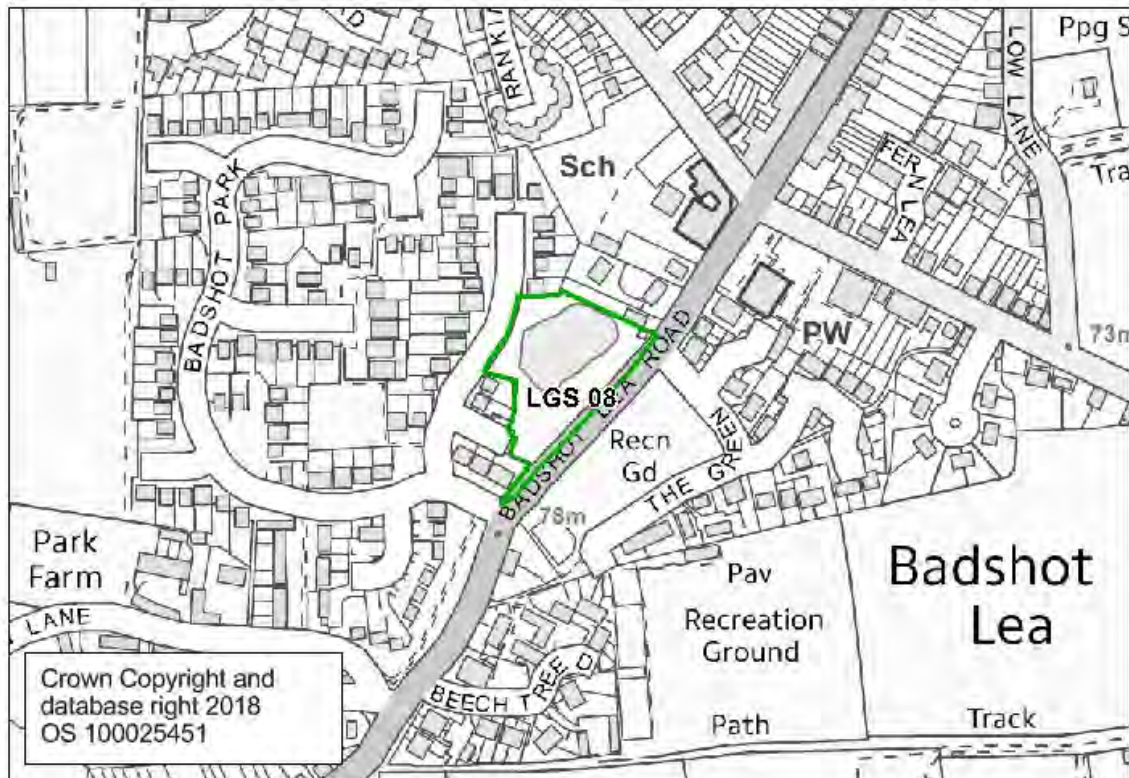 RANKI
LOW LANE
Ppg S
Tra
Sch
FERN LEA
BADSHOT PARK
PW
73m
LGS 08
BADSHOT LEA ROAD
Recn
Gd
THE GREEN
78m
Park
Farm
LANE
Pav
Recreation
Ground
Badshot
Lea
BEECH TREE
Path
Track
Crown Copyright and
database right 2018
OS 100025451